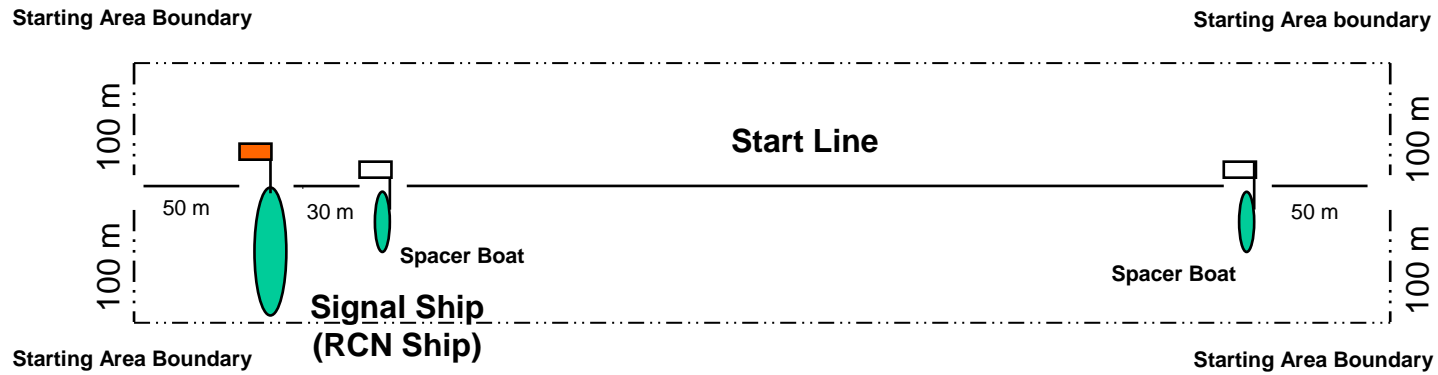 Starting Area Boundary
Starting Area boundary
100 m
100 m
Start Line
50 m
30 m
50 m
100 m
100 m
Spacer Boat
Spacer Boat
Signal Ship
(RCN Ship)
Starting Area Boundary
Starting Area Boundary